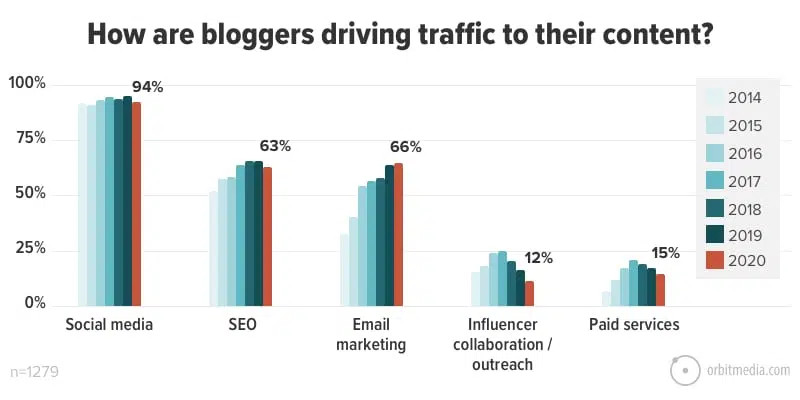 How are bloggers driving traffic to their content?
100%
75%
50%
25%
0%
94%
63%
66%
12%
15%
2014
2015
2016
2017
2018
2019
2020
Social media
SEO
Email
marketing
Influencer
collaboration /
outreach
Paid services
n=1279
orbitmedia.com